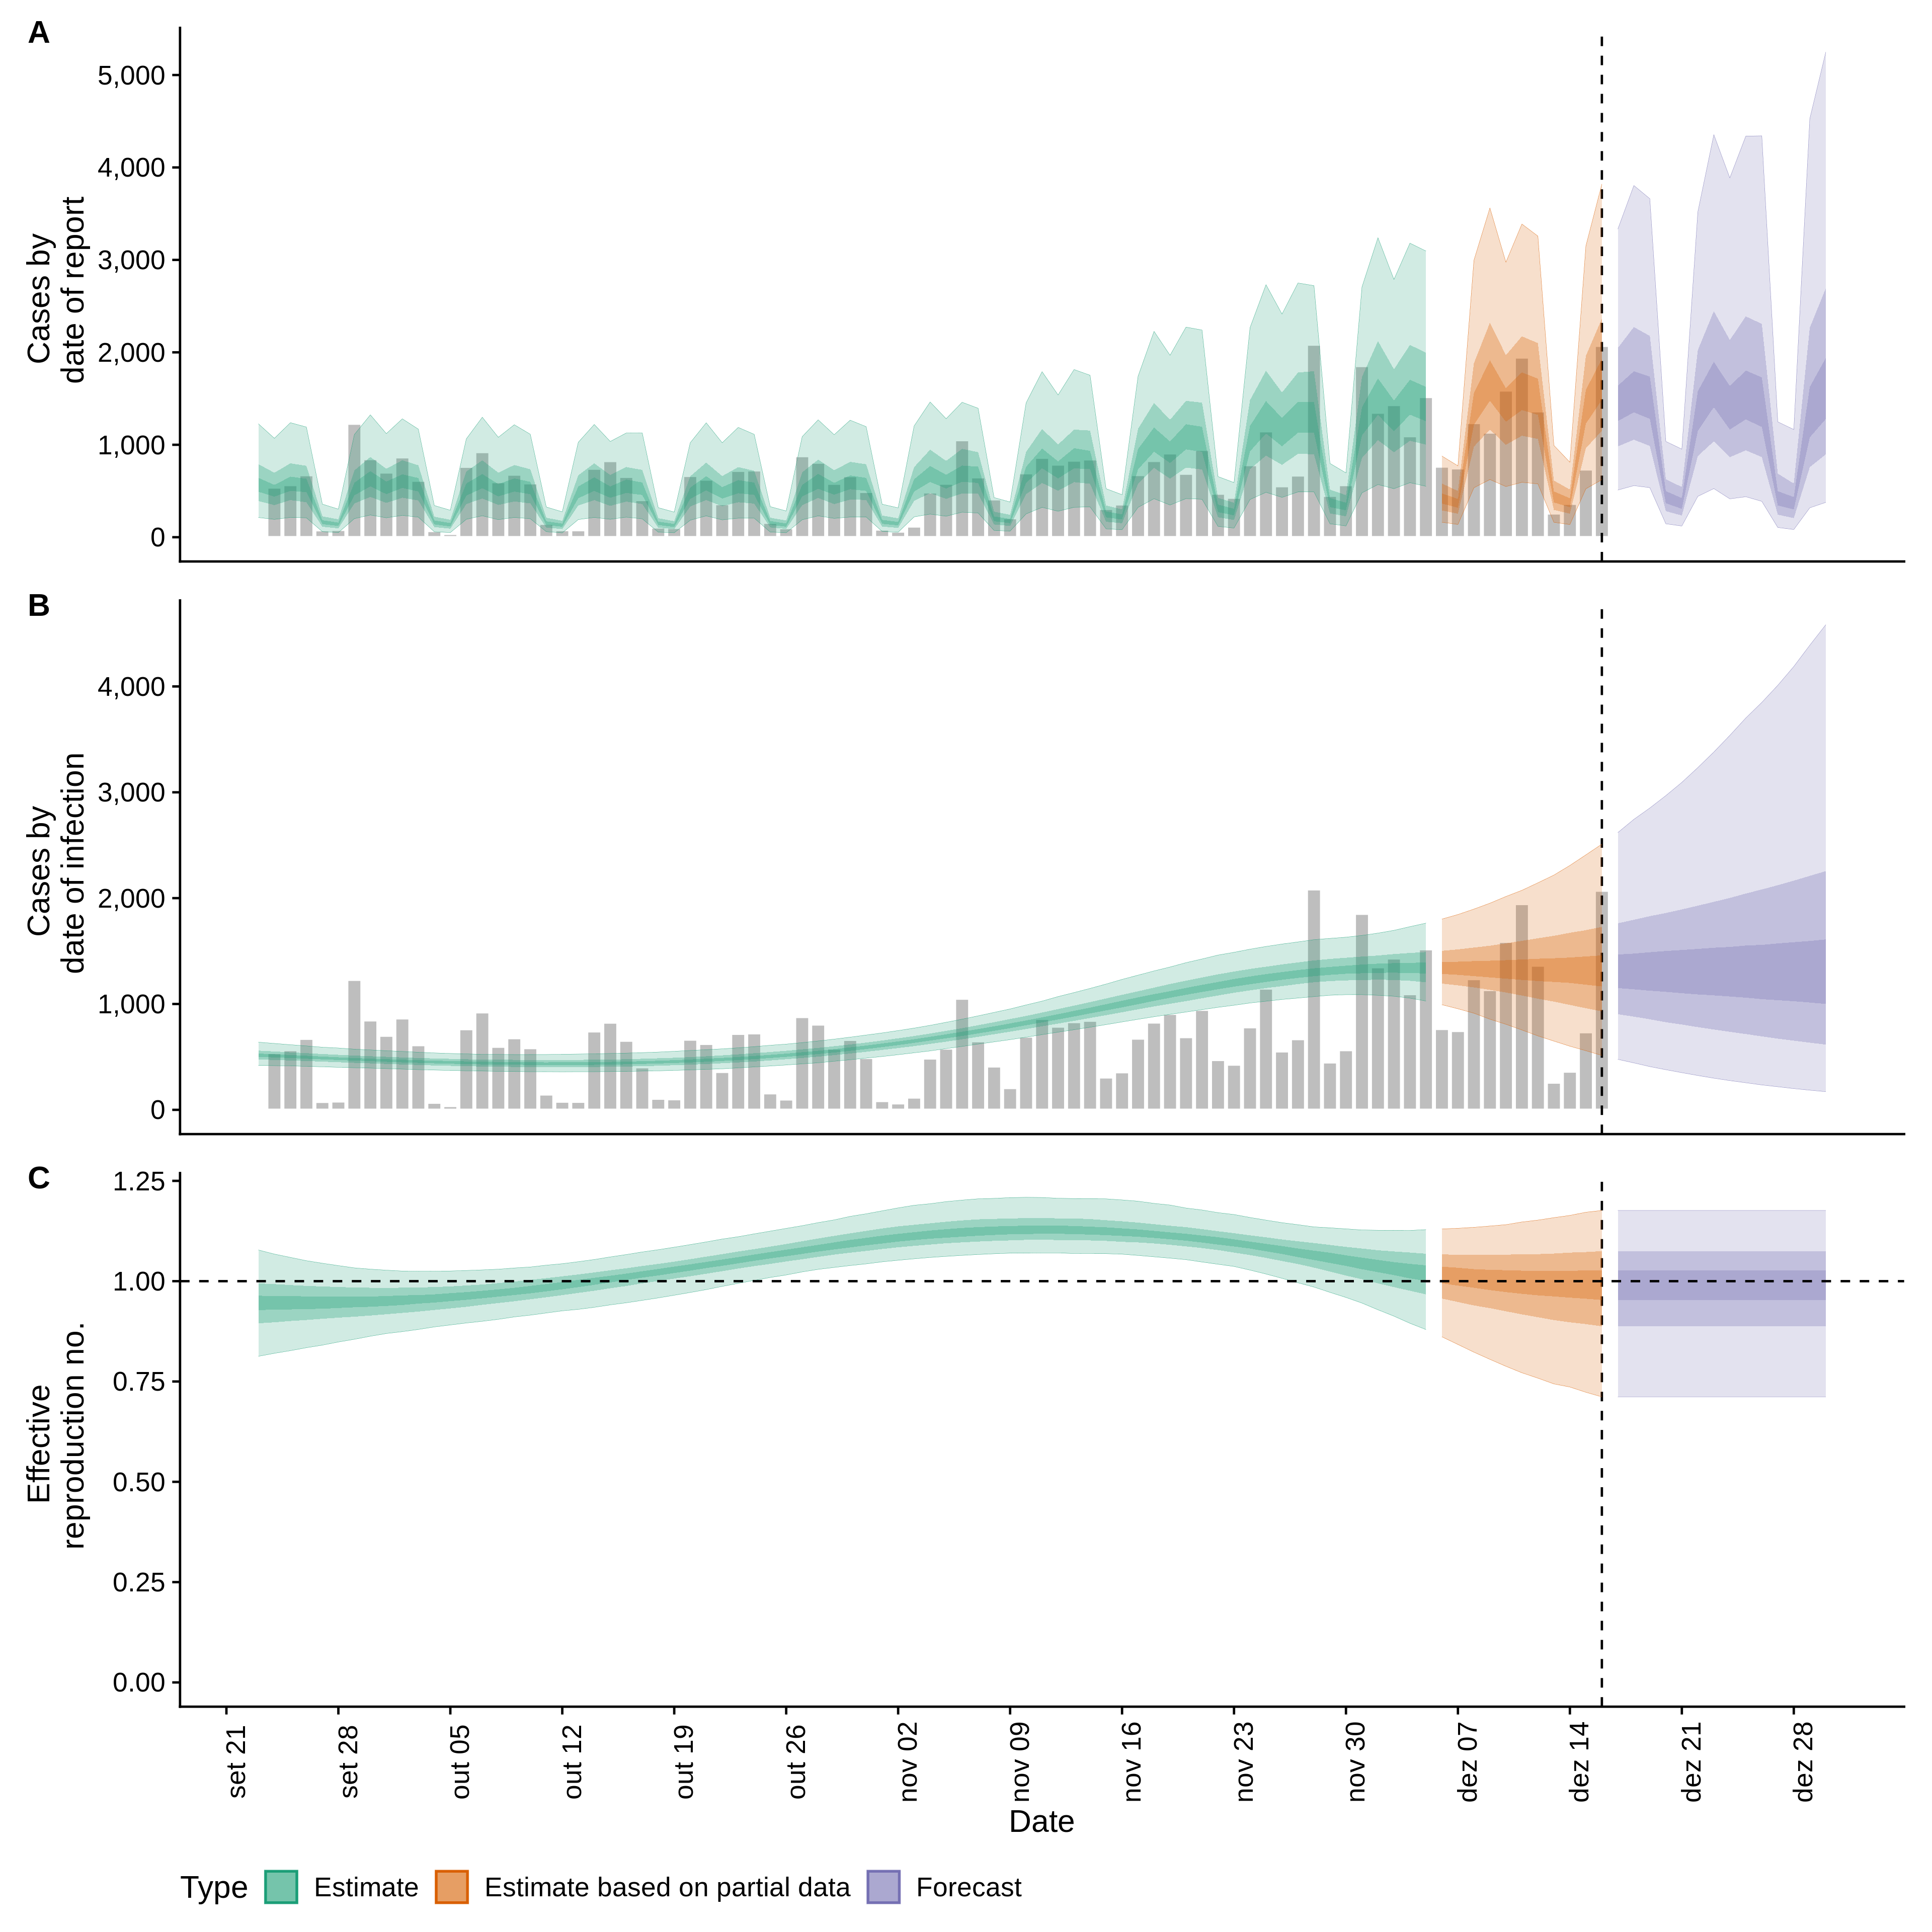 A
5,000
4,000
3,000
2,000
1,000
0
Cases by
date of report
B
4,000
3,000
2,000
1,000
0
Cases by
date of infection
C
1.25
1.00
0.75
0.50
0.25
0.00
Effective
reproduction no.
set 21
set 28
out 05
out 12
out 19
out 26
nov 02
nov 09
nov 16
nov 23
nov 30
dez 07
dez 14
dez 21
dez 28
Date
Type Estimate Estimate based on partial data Forecast